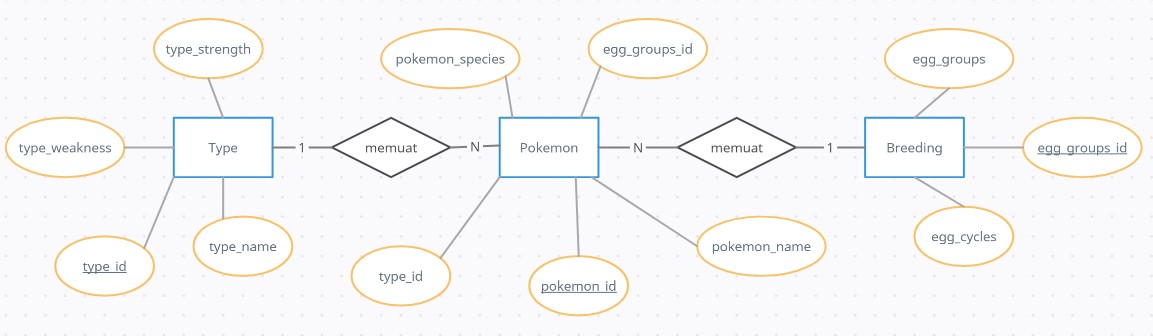 type_strength
pokemon_species
egg_groups_id
egg_groups
type_weakness
Type
1
memuat
N
Pokemon
N
memuat
1
Breeding
egg_groups_id
type_id
type_name
type_id
pokemon_id
pokemon_name
egg_cycles